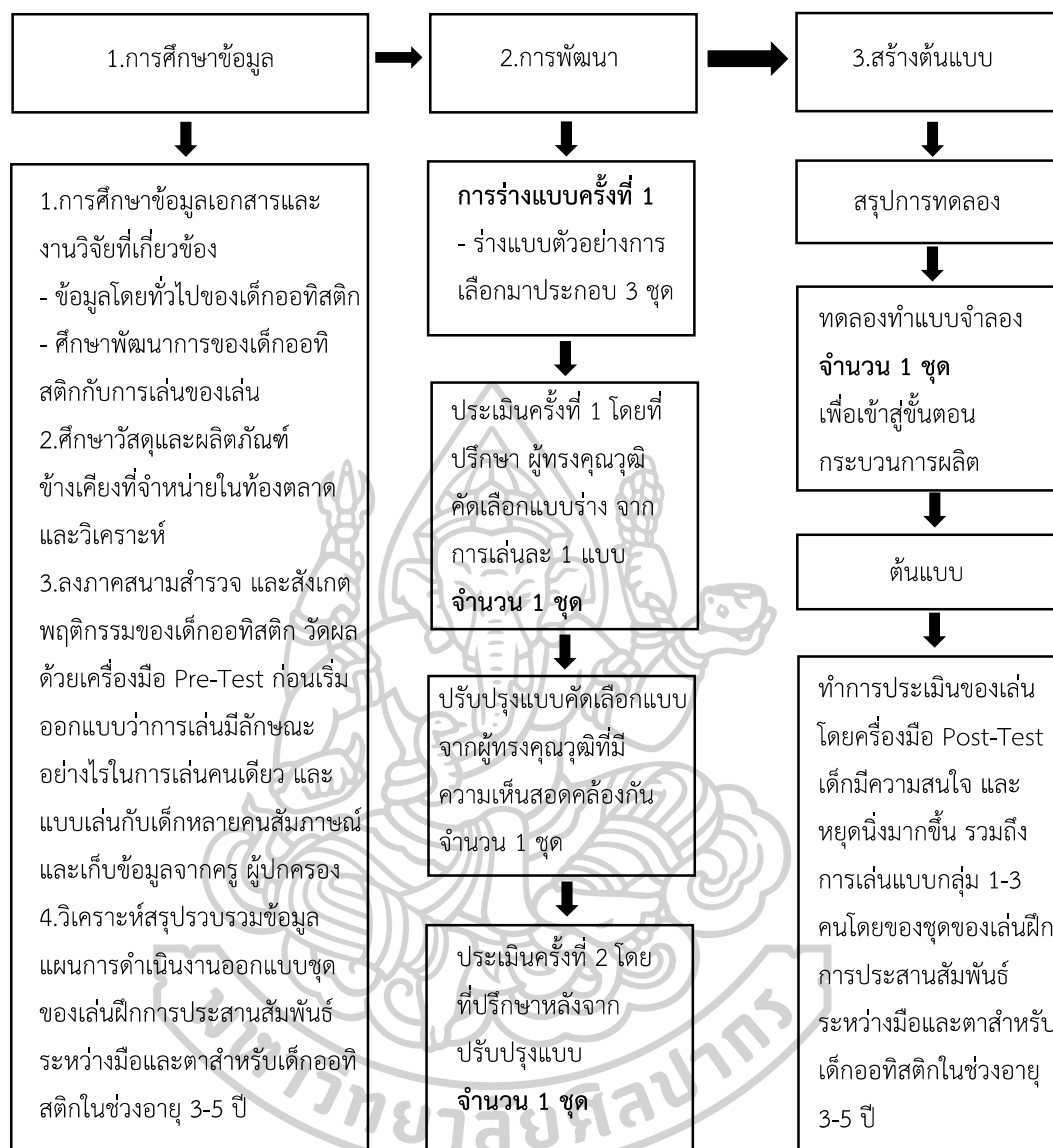 1.การศึกษาข้อมูล
2.การพัฒนา
3.สร้างต้นแบบ
1.การศึกษาข้อมูลเอกสารและ
งานวิจัยที่เกี่ยวข้อง
- ข้อมูลโดยทั่วไปของเด็กออทิสติก
- ศึกษาพัฒนาการของเด็กออทิ
สติกกับการเล่นของเล่น
2.ศึกษาวัสดุและผลิตภัณฑ์
ข้างเคียงที่จำหน่ายในท้องตลาด
และวิเคราะห์
3.ลงภาคสนามสำรวจ และสังเกต
พฤติกรรมของเด็กออทิสติก วัดผล
ด้วยเครื่องมือ Pre-Test ก่อนเริ่ม
ออกแบบว่าการเล่นมีลักษณะ
อย่างไรในการเล่นคนเดียว และ
แบบเล่นกับเด็กหลายคนสัมภาษณ์
และเก็บข้อมูลจากครู ผู้ปกครอง
4.วิเคราะห์สรุปรวบรวมข้อมูล
แผนการดำเนินงานออกแบบชุด
ของเล่นฝึกการประสานสัมพันธ์
ระหว่างมือและตาสำหรับเด็กออทิ
สติกในช่วงอายุ 3-5 ปี
การร่างแบบครั้งที่ 1
- ร่างแบบตัวอย่างการ
เลือกมาประกอบ 3 ชุด
ประเมินครั้งที่ 1 โดยที่
ปรึกษา ผู้ทรงคุณวุฒิ
คัดเลือกแบบร่าง จาก
การเล่นละ 1 แบบ
จำนวน 1 ชุด
ปรับปรุงแบบคัดเลือกแบบ
จากผู้ทรงคุณวุฒิที่มี
ความเห็นสอดคล้องกัน
จำนวน 1 ชุด
ประเมินครั้งที่ 2 โดย
ที่ปรึกษาหลังจาก
ปรับปรุงแบบ
จำนวน 1 ชุด
สรุปการทดลอง
ทดลองทำแบบจำลอง
จำนวน 1 ชุด
เพื่อเข้าสู่ขั้นตอน
กระบวนการผลิต
ต้นแบบ
ทำการประเมินของเล่น
โดยเครื่องมือ Post-Test
เด็กมีความสนใจ และ
หยุดนิ่งมากขึ้น รวมถึง
การเล่นแบบกลุ่ม 1-3
คนโดยของชุดของเล่นฝึก
การประสานสัมพันธ์
ระหว่างมือและตาสำหรับ
เด็กออทิสติกในช่วงอายุ
3-5 ปี
มหาวิทยาลัยศิลปากร